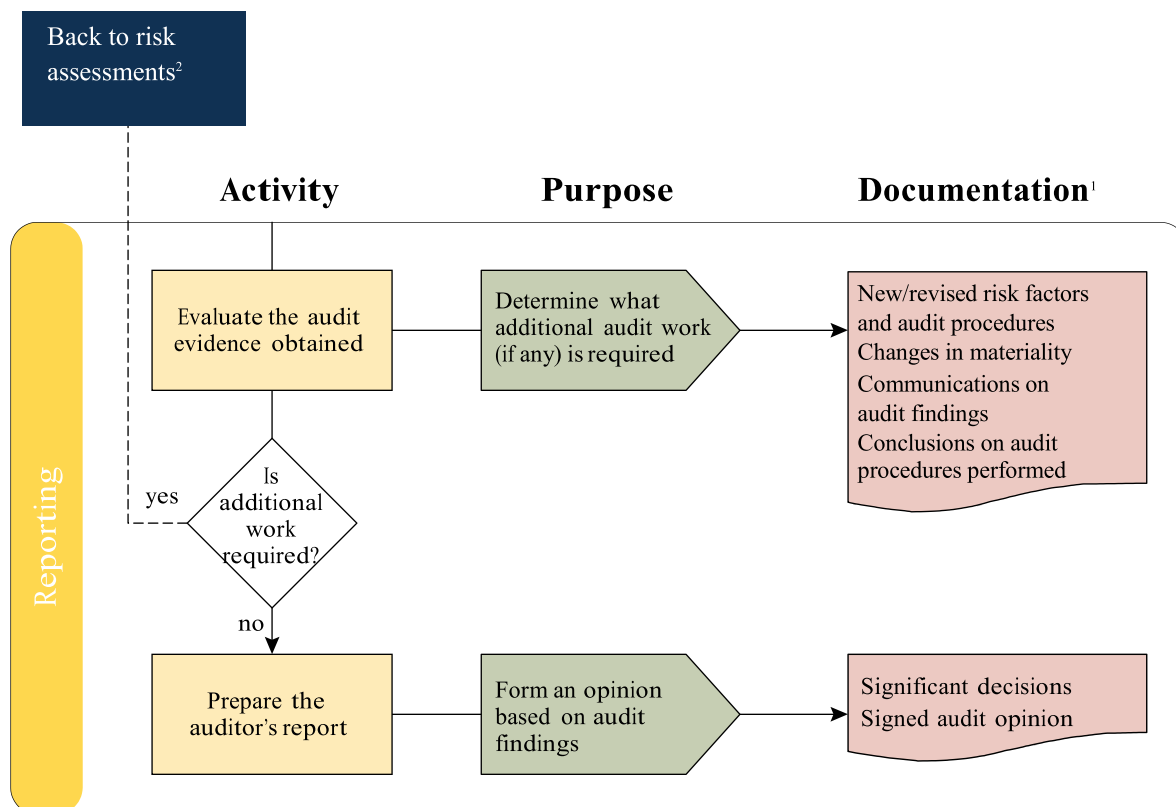 Back to risk
assessments²
Activity
Purpose
Documentation¹
Reporting
Evaluate the audit
evidence obtained
Determine what
additional audit work
(if any) is required
New/revised risk factors
and audit procedures
Changes in materiality
Communications on
audit findings
Conclusions on audit
procedures performed
Is
additional
work
required?
yes
no
Prepare the
auditor’s report
Form an opinion
based on audit
findings
Significant decisions
Signed audit opinion